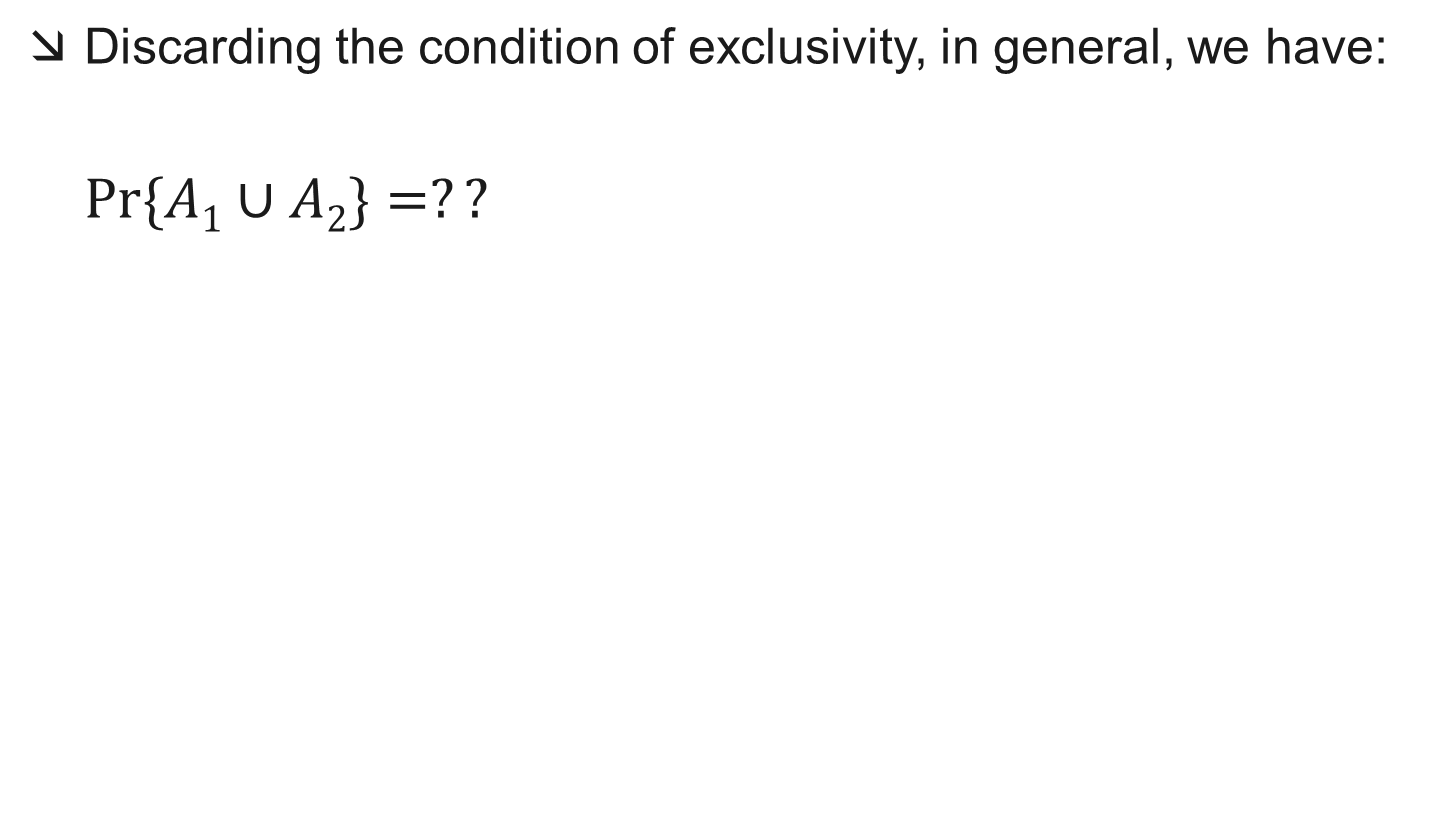 ↘ Discarding the condition of exclusivity, in general, we have:
Pr{A₁ ∪ A₂} =? ?